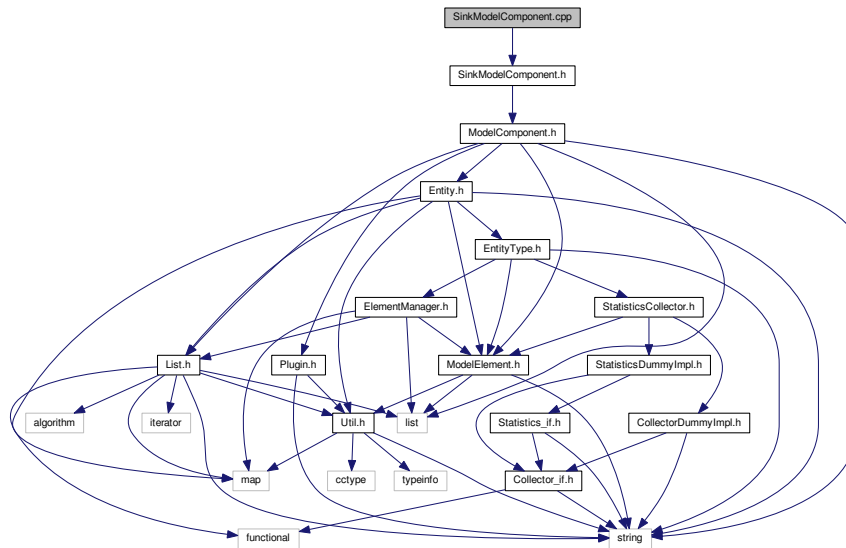 SinkModelComponent.cpp
SinkModelComponent.h
ModelComponent.h
Entity.h
EntityType.h
ElementManager.h
StatisticsCollector.h
List.h
Plugin.h
ModelElement.h
StatisticsDummyImpl.h
algorithm
iterator
Util.h
list
Statistics_if.h
CollectorDummyImpl.h
map
cctype
typeinfo
Collector_if.h
functional
string